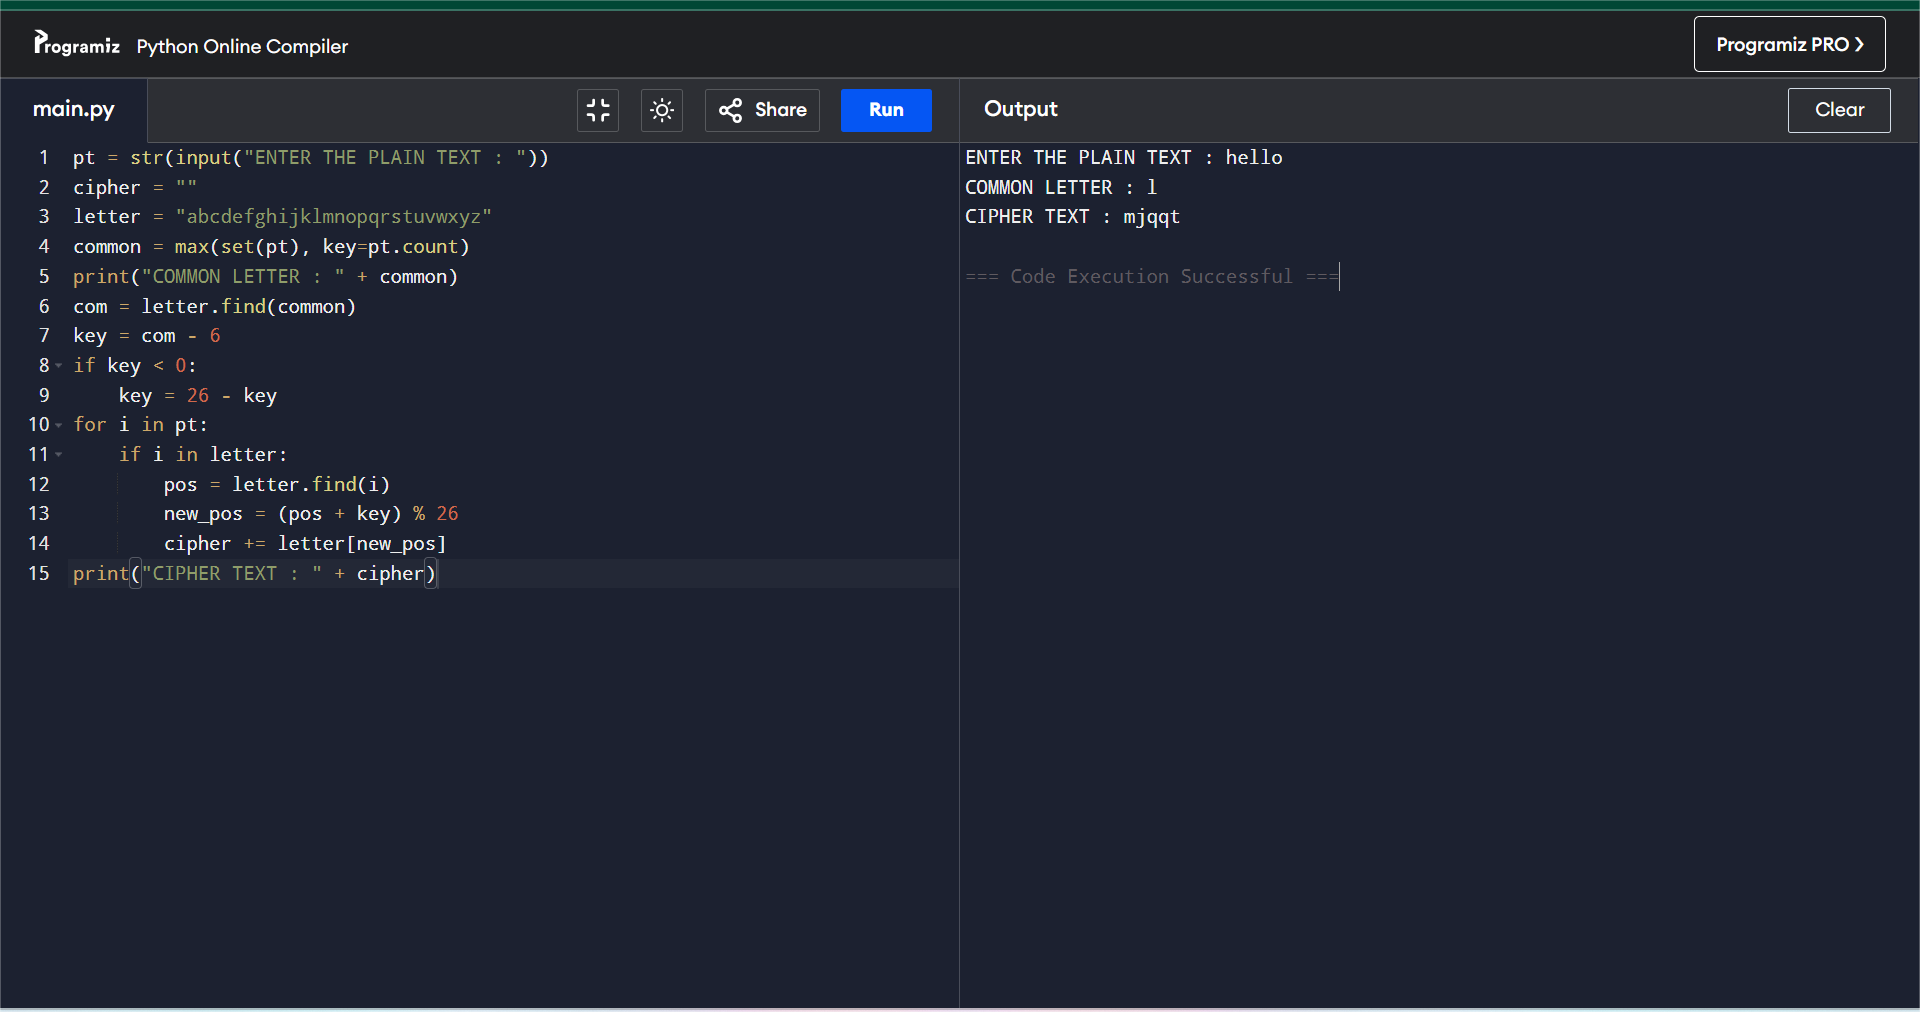 Programiz Python Online Compiler
Programiz PRO ❯
main.py
Share
Run
Output
Clear
1 pt = str(input("ENTER THE PLAIN TEXT : "))
2 cipher = ""
3 letter = "abcdefghijklmnopqrstuvwxyz"
4 common = max(set(pt), key=pt.count)
5 print("COMMON LETTER : " + common)
6 com = letter.find(common)
7 key = com - 6
8 if key < 0:
9     key = 26 - key
10 for i in pt:
11     if i in letter:
12         pos = letter.find(i)
13         new_pos = (pos + key) % 26
14         cipher += letter[new_pos]
15 print("CIPHER TEXT : " + cipher)
ENTER THE PLAIN TEXT : hello
COMMON LETTER : l
CIPHER TEXT : mjqqt
=== Code Execution Successful ===